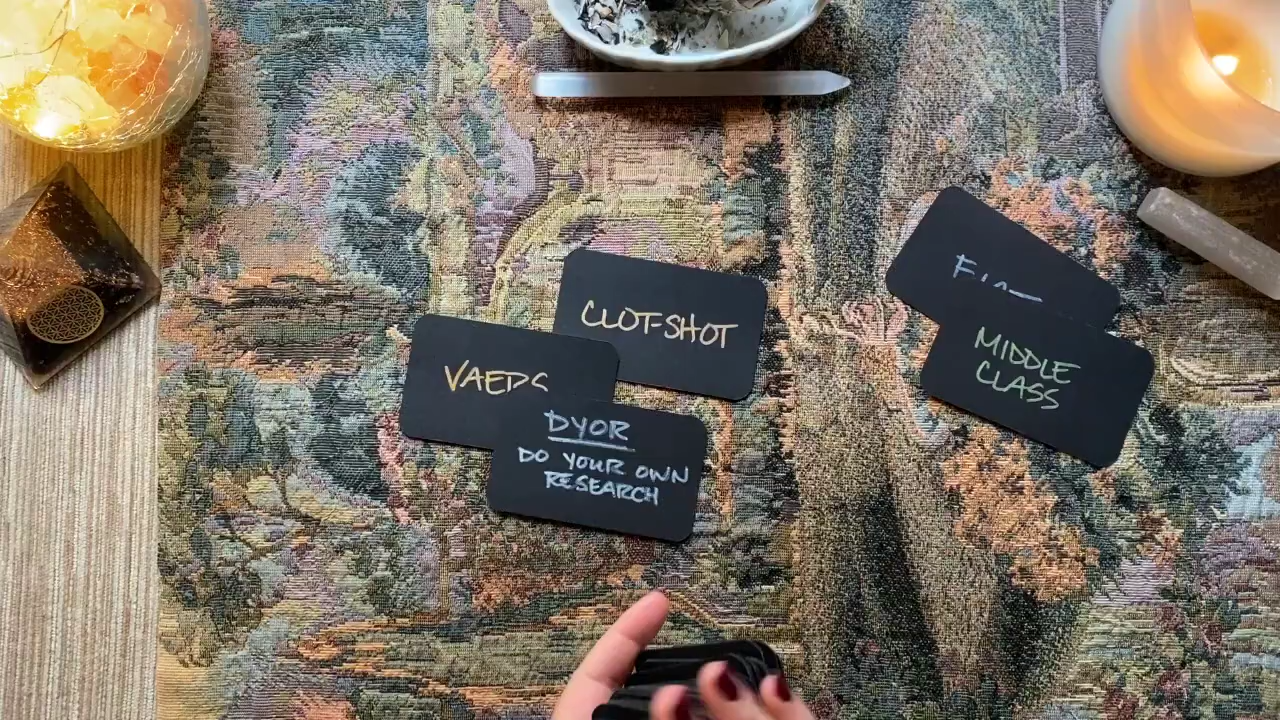 CLOT-SHOT
VAEDS
DYOR
DO YOUR OWN
RESEARCH
MIDDLE
CLASS